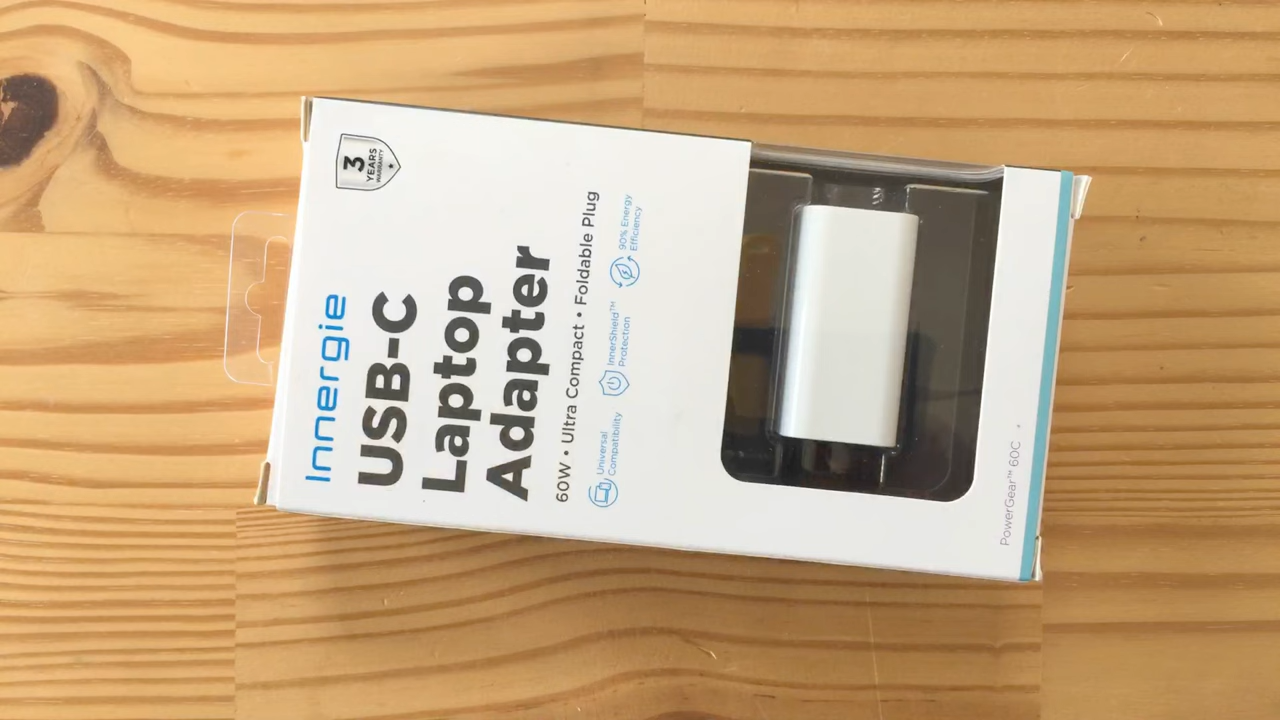 3
YEARS
WARRANTY
Innergie
USB-C
Laptop
Adapter
60W • Ultra Compact • Foldable Plug
Universal
Compatibility
InnerShield™
Protection
90% Energy
Efficiency
PowerGear™ 60C